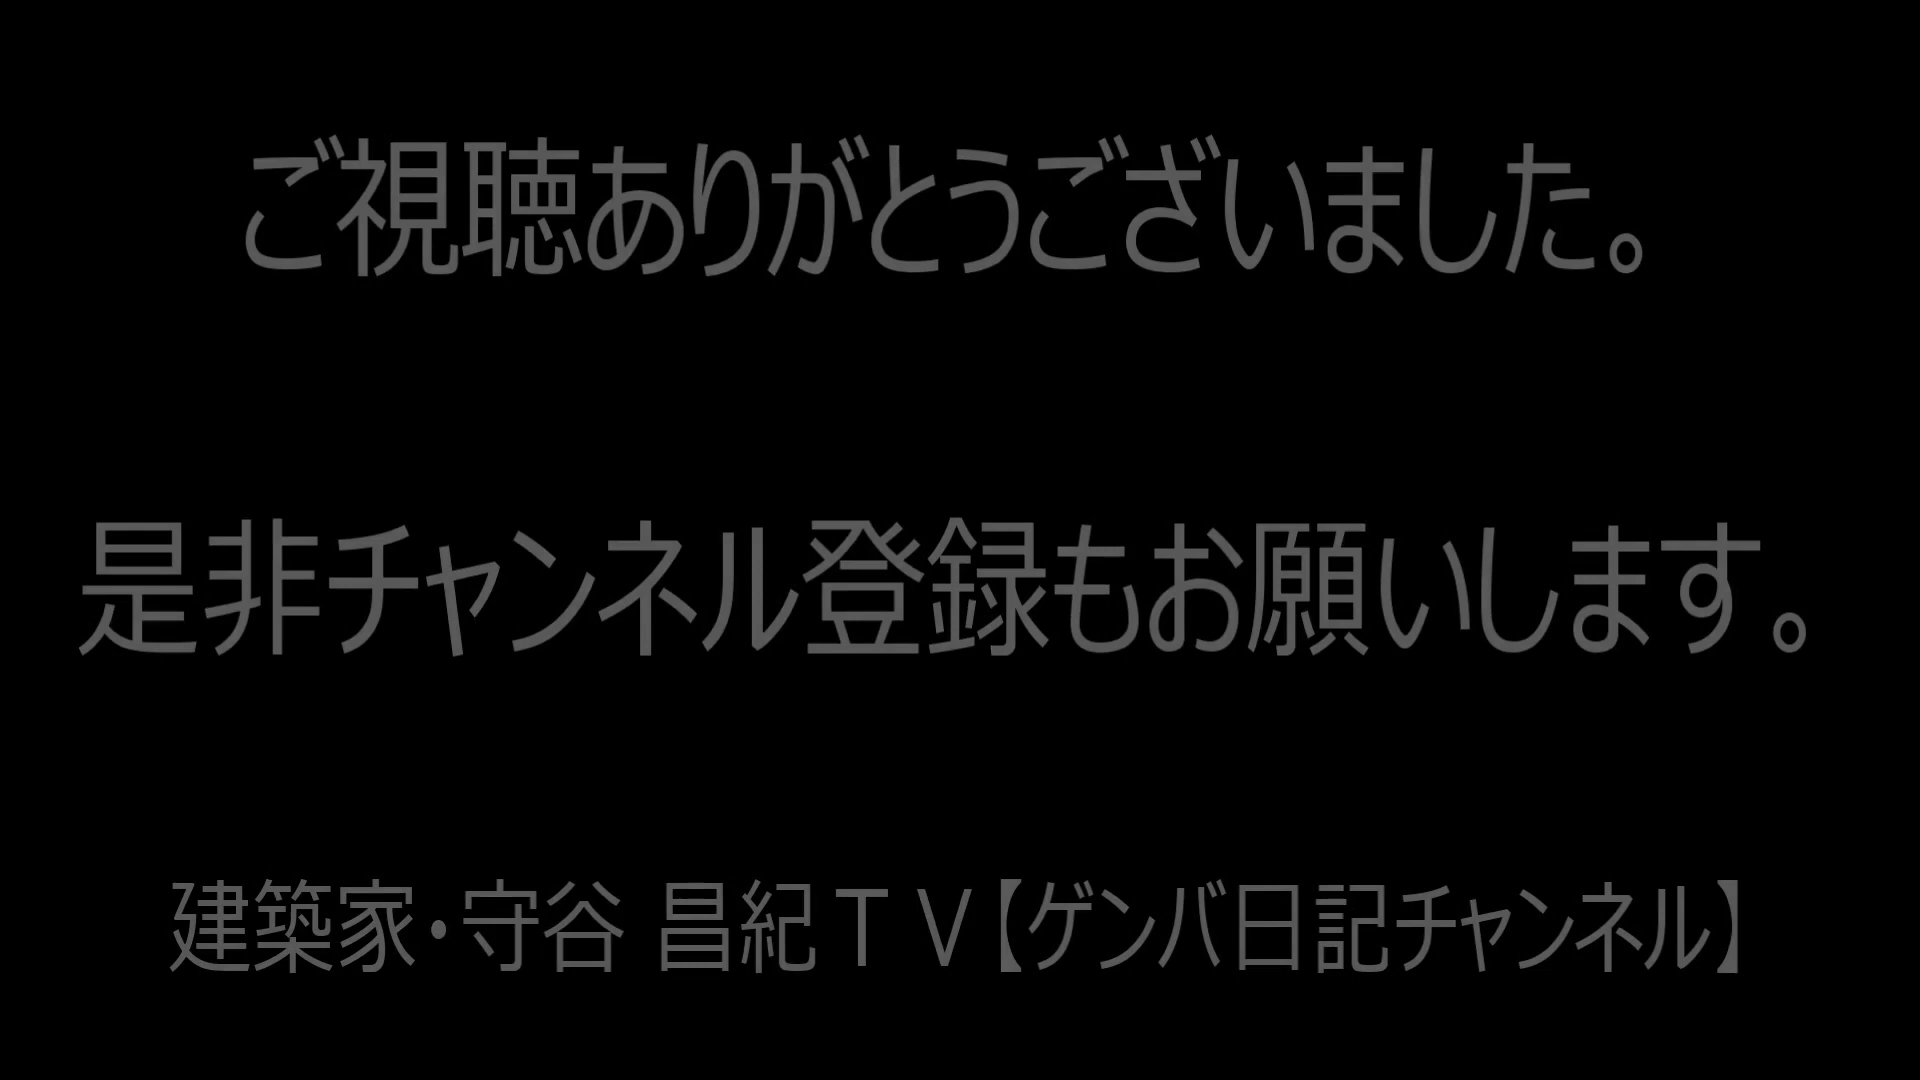 ご視聴ありがとうございました。
是非チャンネル登録もお願いします。
建築家・守谷 昌紀ＴＶ【ゲンバ日記チャンネル】